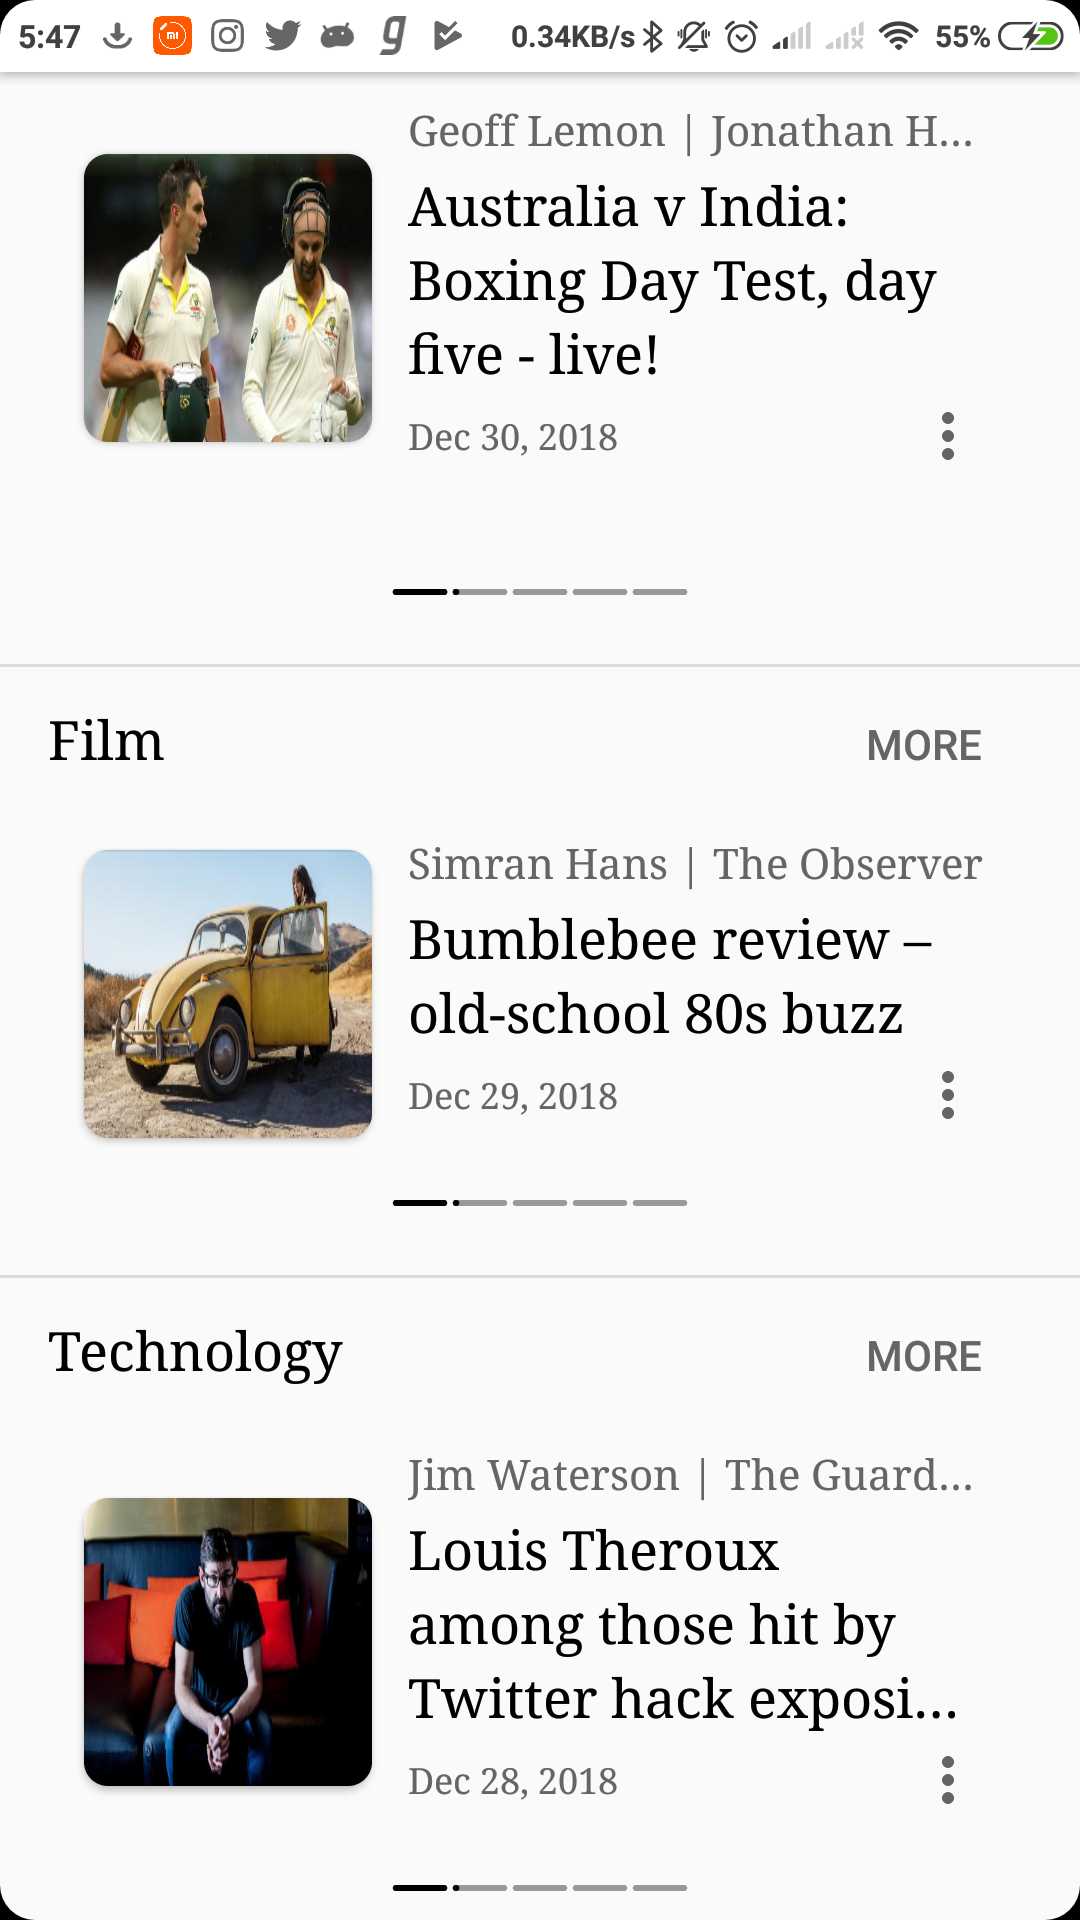 5:47 0.34KB/s 55%
Geoff Lemon | Jonathan H...
Australia v India:
Boxing Day Test, day
five - live!
Dec 30, 2018
Film MORE
Simran Hans | The Observer
Bumblebee review –
old-school 80s buzz
Dec 29, 2018
Technology MORE
Jim Waterson | The Guard...
Louis Theroux
among those hit by
Twitter hack exposi...
Dec 28, 2018